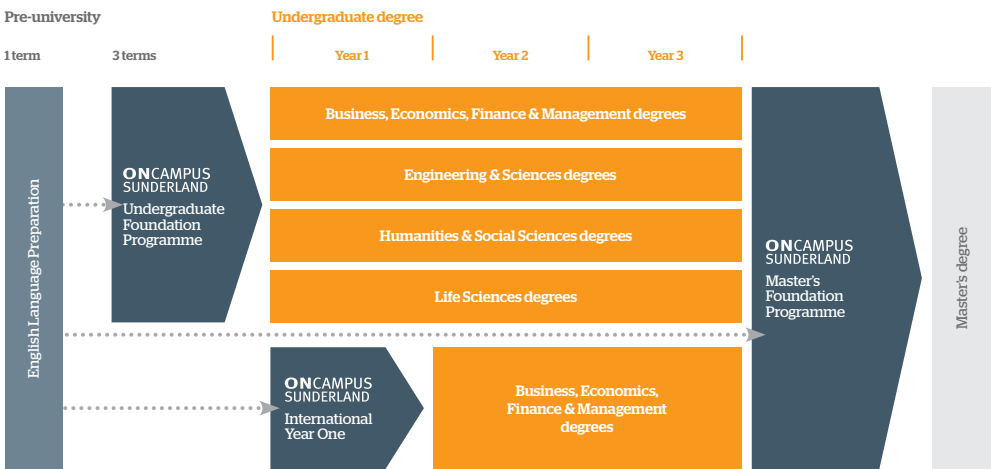 Pre-university
Undergraduate degree
1 term
3 terms
Year 1
Year 2
Year 3
English Language Preparation
ONCAMPUS
SUNDERLAND
Undergraduate
Foundation
Programme
Business, Economics, Finance & Management degrees
Engineering & Sciences degrees
Humanities & Social Sciences degrees
Life Sciences degrees
ONCAMPUS
SUNDERLAND
International
Year One
Business, Economics,
Finance & Management
degrees
ONCAMPUS
SUNDERLAND
Master's
Foundation
Programme
Master's degree